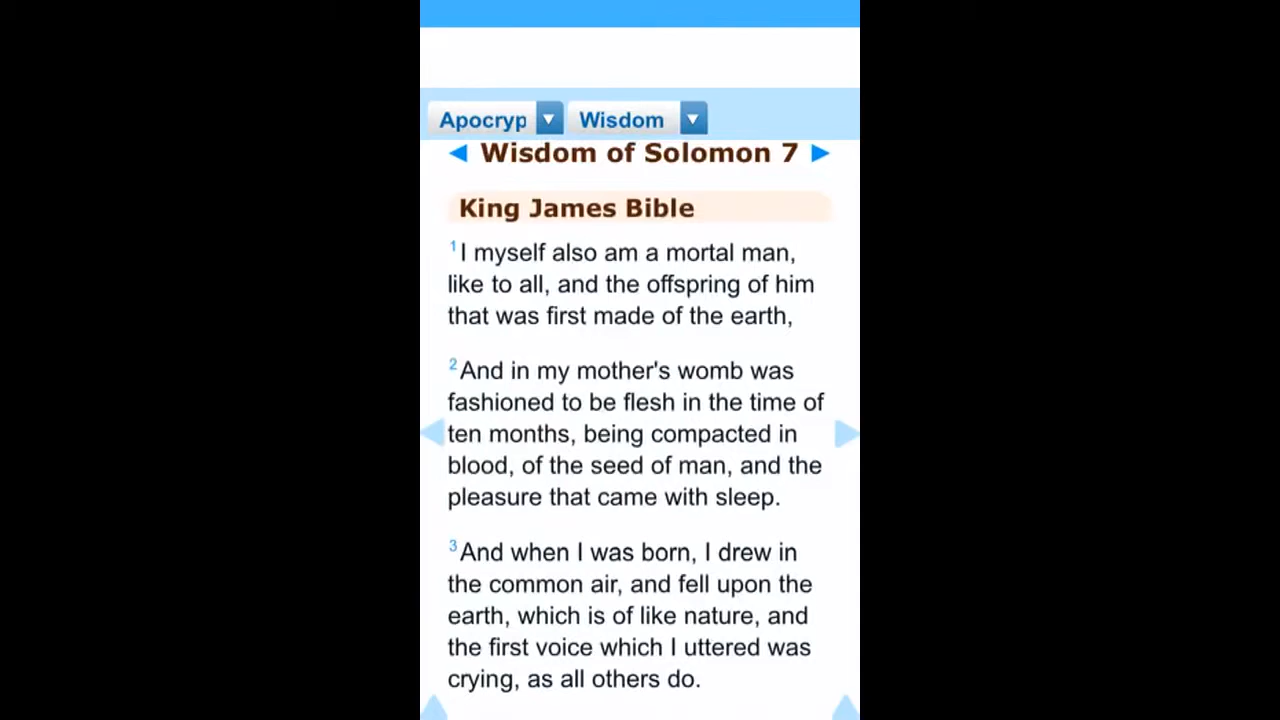 Apocryp Wisdom
Wisdom of Solomon 7
King James Bible
1 I myself also am a mortal man,
like to all, and the offspring of him
that was first made of the earth,
2 And in my mother's womb was
fashioned to be flesh in the time of
ten months, being compacted in
blood, of the seed of man, and the
pleasure that came with sleep.
3 And when I was born, I drew in
the common air, and fell upon the
earth, which is of like nature, and
the first voice which I uttered was
crying, as all others do.